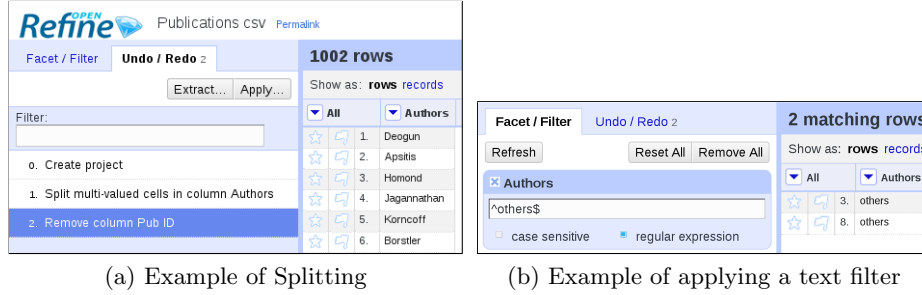 OPEN
Refine Publications csv Permalink
Facet / Filter Undo / Redo 2
Extract... Apply...
Filter:
0. Create project
1. Split multi-valued cells in column Authors
2. Remove column Pub ID
1002 rows
Show as: rows records
All Authors
1. Deogun
2. Apsitis
3. Homond
4. Jagannathan
5. Korncoff
6. Borstler
(a) Example of Splitting
Facet / Filter Undo / Redo 2
Refresh Reset All Remove All
Authors
^others$
case sensitive regular expression
2 matching rows
Show as: rows records
All Authors
3. others
8. others
(b) Example of applying a text filter